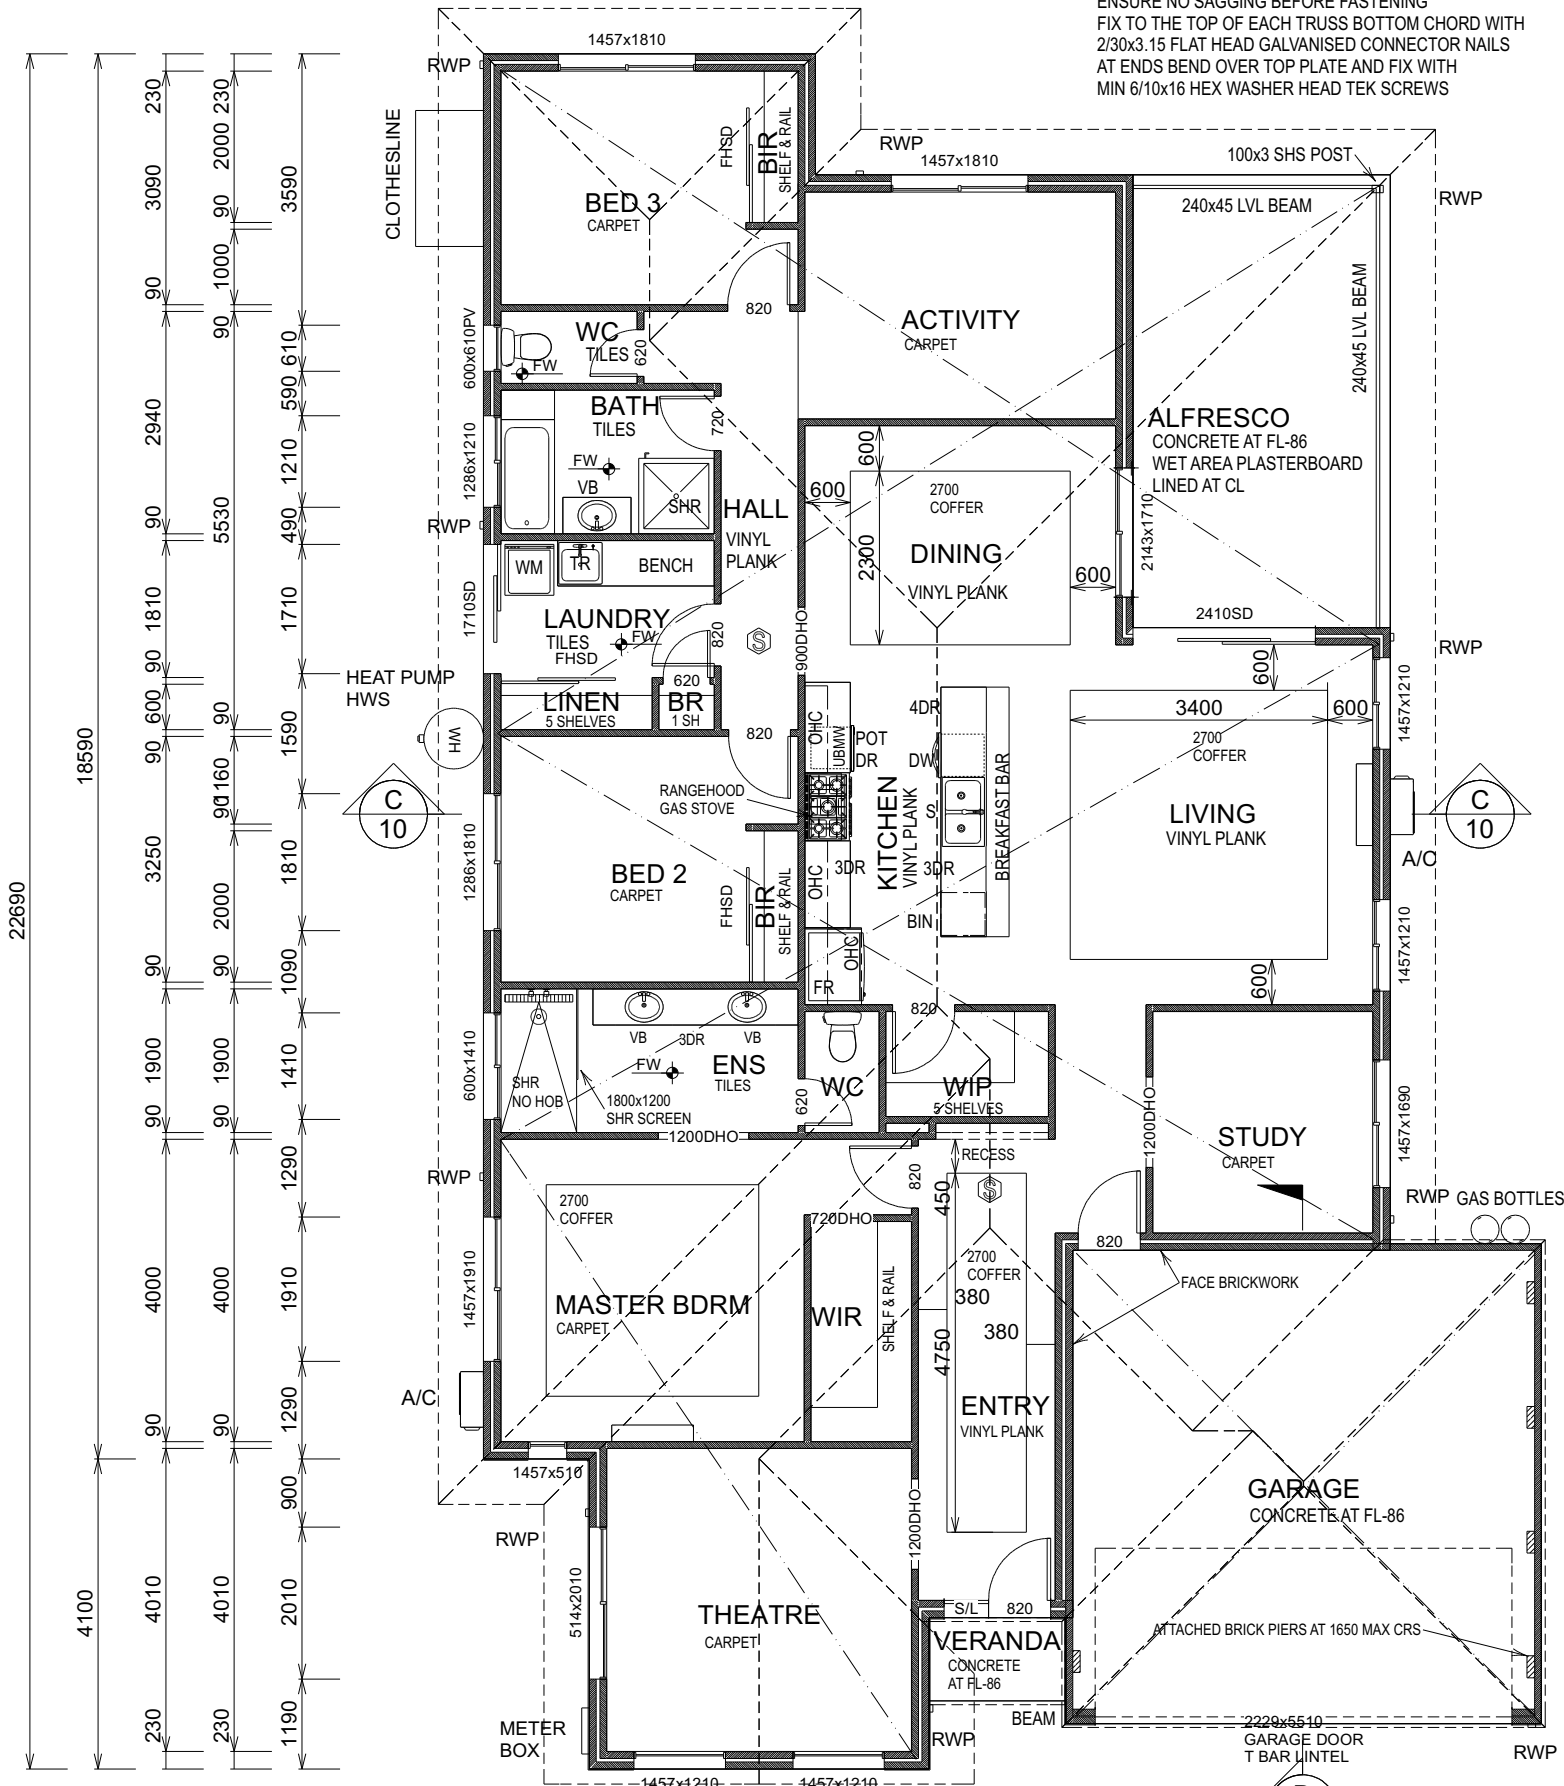 ENSURE NO SAGGING BEFORE FASTENING
FIX TO THE TOP OF EACH TRUSS BOTTOM CHORD WITH
2/30x3.15 FLAT HEAD GALVANISED CONNECTOR NAILS
AT ENDS BEND OVER TOP PLATE AND FIX WITH
MIN 6/10x16 HEX WASHER HEAD TEK SCREWS
22690
18590
4100
230
3090
90
2940
90
1810
90
600
90
3250
90
1900
90
4000
90
4010
230
230
2000
90
1000
90
5530
90
1160
90
2000
90
1900
90
4000
90
4010
230
3590
610
590
1210
490
1710
1590
1810
1090
1410
1290
1910
1290
900
2010
1190
RWP
1457x1810
CLOTHESLINE
BED 3
CARPET
FHSD
BIR
SHELF & RAIL
820
RWP
1457x1810
100x3 SHS POST
RWP
240x45 LVL BEAM
240x45 LVL BEAM
ACTIVITY
CARPET
ALFRESCO
CONCRETE AT FL-86
WET AREA PLASTERBOARD
LINED AT CL
600x610PV
WC
TILES
620
FW
BATH
TILES
720
1286x1210
FW
VB
SHR
RWP
HALL
VINYL
PLANK
600
600
2700
COFFER
2300
DINING
VINYL PLANK
600
2143x1710
2410SD
WM
TR
BENCH
1710SD
LAUNDRY
TILES
FHSD
FW
820
S
900DHO
620
LINEN
5 SHELVES
BR
1 SH
HEAT PUMP
HWS
WH
C
10
820
RWP
600
1457x1210
3400
600
2700
COFFER
LIVING
VINYL PLANK
C
10
A/C
1457x1210
600
OHC
UBMW
POT
DR
4DR
DW
RANGEHOOD
GAS STOVE
KITCHEN
VINYL PLANK
S
BREAKFAST BAR
OHC
3DR
3DR
BIN
OHC
FR
1286x1810
BED 2
CARPET
FHSD
BIR
SHELF & RAIL
600x1410
VB
3DR
VB
FW
ENS
TILES
SHR
NO HOB
1800x1200
SHR SCREEN
620
WC
820
WIP
5 SHELVES
1200DHO
1457x1690
STUDY
CARPET
RWP
1200DHO
820
RECESS
450
S
RWP
GAS BOTTLES
720DHO
820
2700
COFFER
1457x1910
2700
COFFER
380
380
4750
FACE BRICKWORK
MASTER BDRM
CARPET
WIR
SHELF & RAIL
A/C
ENTRY
VINYL PLANK
1457x510
RWP
1200DHO
GARAGE
CONCRETE AT FL-86
514x2010
THEATRE
CARPET
S/L
820
VERANDA
CONCRETE
AT FL-86
ATTACHED BRICK PIERS AT 1650 MAX CRS
METER
BOX
RWP
BEAM
2229x5510
GARAGE DOOR
T BAR LINTEL
RWP
1457x1210
1457x1210